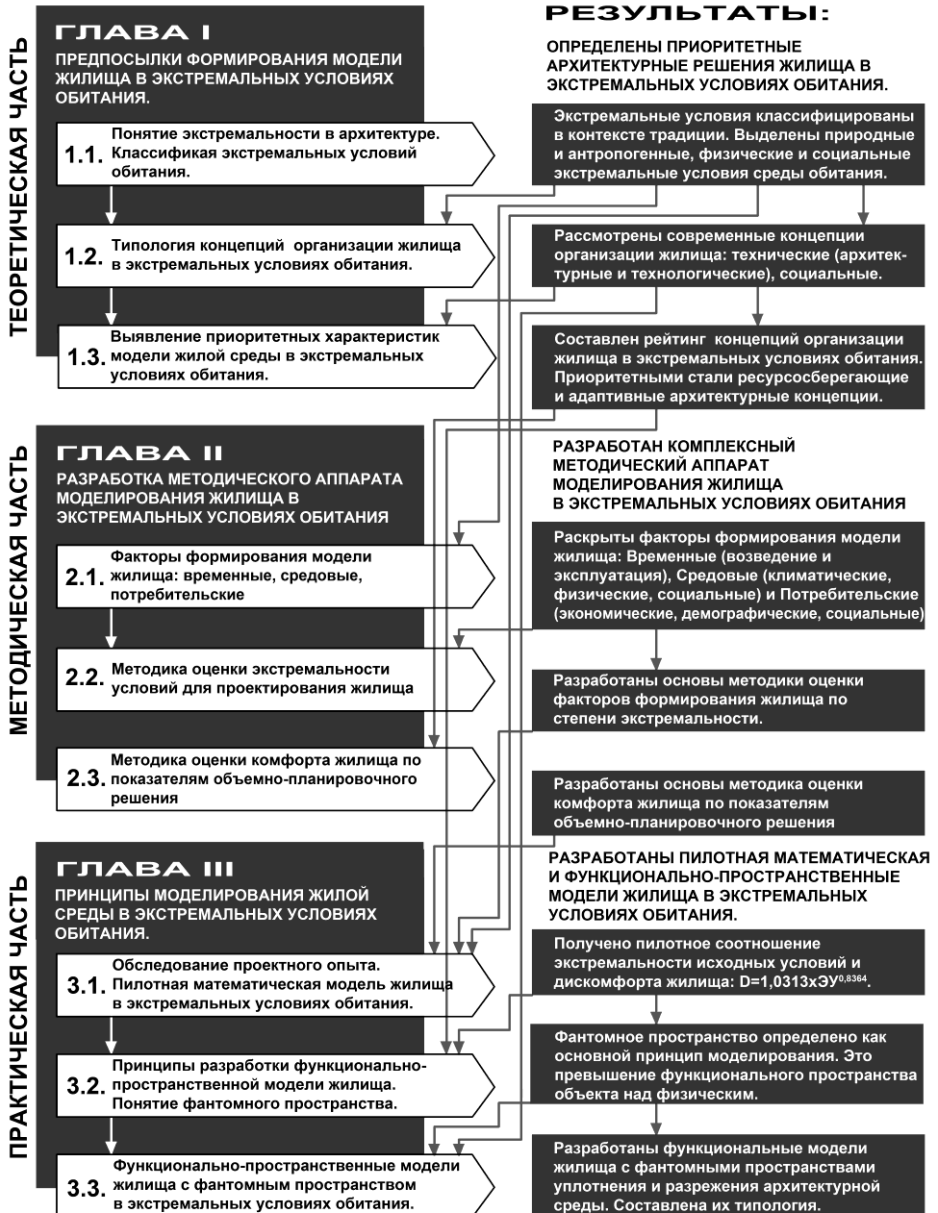 ТЕОРЕТИЧЕСКАЯ ЧАСТЬ
ГЛАВА I
ПРЕДПОСЫЛКИ ФОРМИРОВАНИЯ МОДЕЛИ
ЖИЛИЩА В ЭКСТРЕМАЛЬНЫХ УСЛОВИЯХ
ОБИТАНИЯ.
1.1.
Понятие экстремальности в архитектуре.
Классификая экстремальных условий
обитания.
1.2.
Типология концепций организации жилища
в экстремальных условиях обитания.
1.3.
Выявление приоритетных характеристик
модели жилой среды в экстремальных
условиях обитания.
МЕТОДИЧЕСКАЯ ЧАСТЬ
ГЛАВА II
РАЗРАБОТКА МЕТОДИЧЕСКОГО АППАРАТА
МОДЕЛИРОВАНИЯ ЖИЛИЩА В
ЭКСТРЕМАЛЬНЫХ УСЛОВИЯХ ОБИТАНИЯ
2.1.
Факторы формирования модели
жилища: временные, средовые,
потребительские
2.2.
Методика оценки экстремальности
условий для проектирования жилища
2.3.
Методика оценки комфорта жилища по
показателям объемно-планировочного
решения
ПРАКТИЧЕСКАЯ ЧАСТЬ
ГЛАВА III
ПРИНЦИПЫ МОДЕЛИРОВАНИЯ ЖИЛОЙ
СРЕДЫ В ЭКСТРЕМАЛЬНЫХ УСЛОВИЯХ
ОБИТАНИЯ.
3.1.
Обследование проектного опыта.
Пилотная математическая модель жилища
в экстремальных условиях обитания.
3.2.
Принципы разработки функционально-
пространственной модели жилища.
Понятие фантомного пространства.
3.3.
Функционально-пространственные модели
жилища с фантомным пространством
в экстремальных условиях обитания.
РЕЗУЛЬТАТЫ:
ОПРЕДЕЛЕНЫ ПРИОРИТЕТНЫЕ
АРХИТЕКТУРНЫЕ РЕШЕНИЯ ЖИЛИЩА В
ЭКСТРЕМАЛЬНЫХ УСЛОВИЯХ ОБИТАНИЯ.
Экстремальные условия классифицированы
в контексте традиции. Выделены природные
и антропогенные, физические и социальные
экстремальные условия среды обитания.
Рассмотрены современные концепции
организации жилища: технические (архитек-
турные и технологические), социальные.
Составлен рейтинг концепций организации
жилища в экстремальных условиях обитания.
Приоритетными стали ресурсосберегающие
и адаптивные архитектурные концепции.
РАЗРАБОТАН КОМПЛЕКСНЫЙ
МЕТОДИЧЕСКИЙ АППАРАТ
МОДЕЛИРОВАНИЯ ЖИЛИЩА
В ЭКСТРЕМАЛЬНЫХ УСЛОВИЯХ ОБИТАНИЯ
Раскрыты факторы формирования модели
жилища: Временные (возведение и
эксплуатация), Средовые (климатические,
физические, социальные) и Потребительские
(экономические, демографические, социальные)
Разработаны основы методики оценки
факторов формирования жилища по
степени экстремальности.
Разработаны основы методика оценки
комфорта жилища по показателям
объемно-планировочного решения
РАЗРАБОТАНЫ ПИЛОТНАЯ МАТЕМАТИЧЕСКАЯ
И ФУНКЦИОНАЛЬНО-ПРОСТРАНСТВЕННЫЕ
МОДЕЛИ ЖИЛИЩА В ЭКСТРЕМАЛЬНЫХ
УСЛОВИЯХ ОБИТАНИЯ.
Получено пилотное соотношение
экстремальности исходных условий и
дискомфорта жилища: D=1,0313хЭУ⁰,⁸³⁶⁴.
Фантомное пространство определено как
основной принцип моделирования. Это
превышение функционального пространства
объекта над физическим.
Разработаны функциональные модели
жилища с фантомными пространствами
уплотнения и разрежения архитектурной
среды. Составлена их типология.